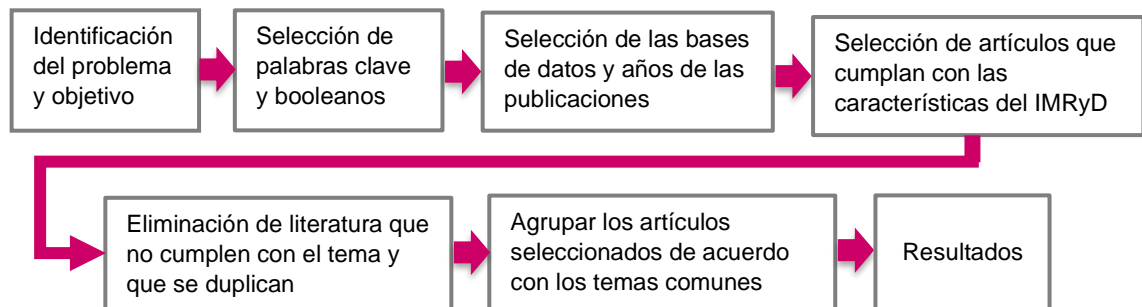 Identificación
del problema
y objetivo
Selección de
palabras clave
y booleanos
Selección de las bases
de datos y años de las
publicaciones
Selección de artículos que
cumplan con las
características del IMRyD
Eliminación de literatura que
no cumplen con el tema y
que se duplican
Agrupar los artículos
seleccionados de acuerdo
con los temas comunes
Resultados